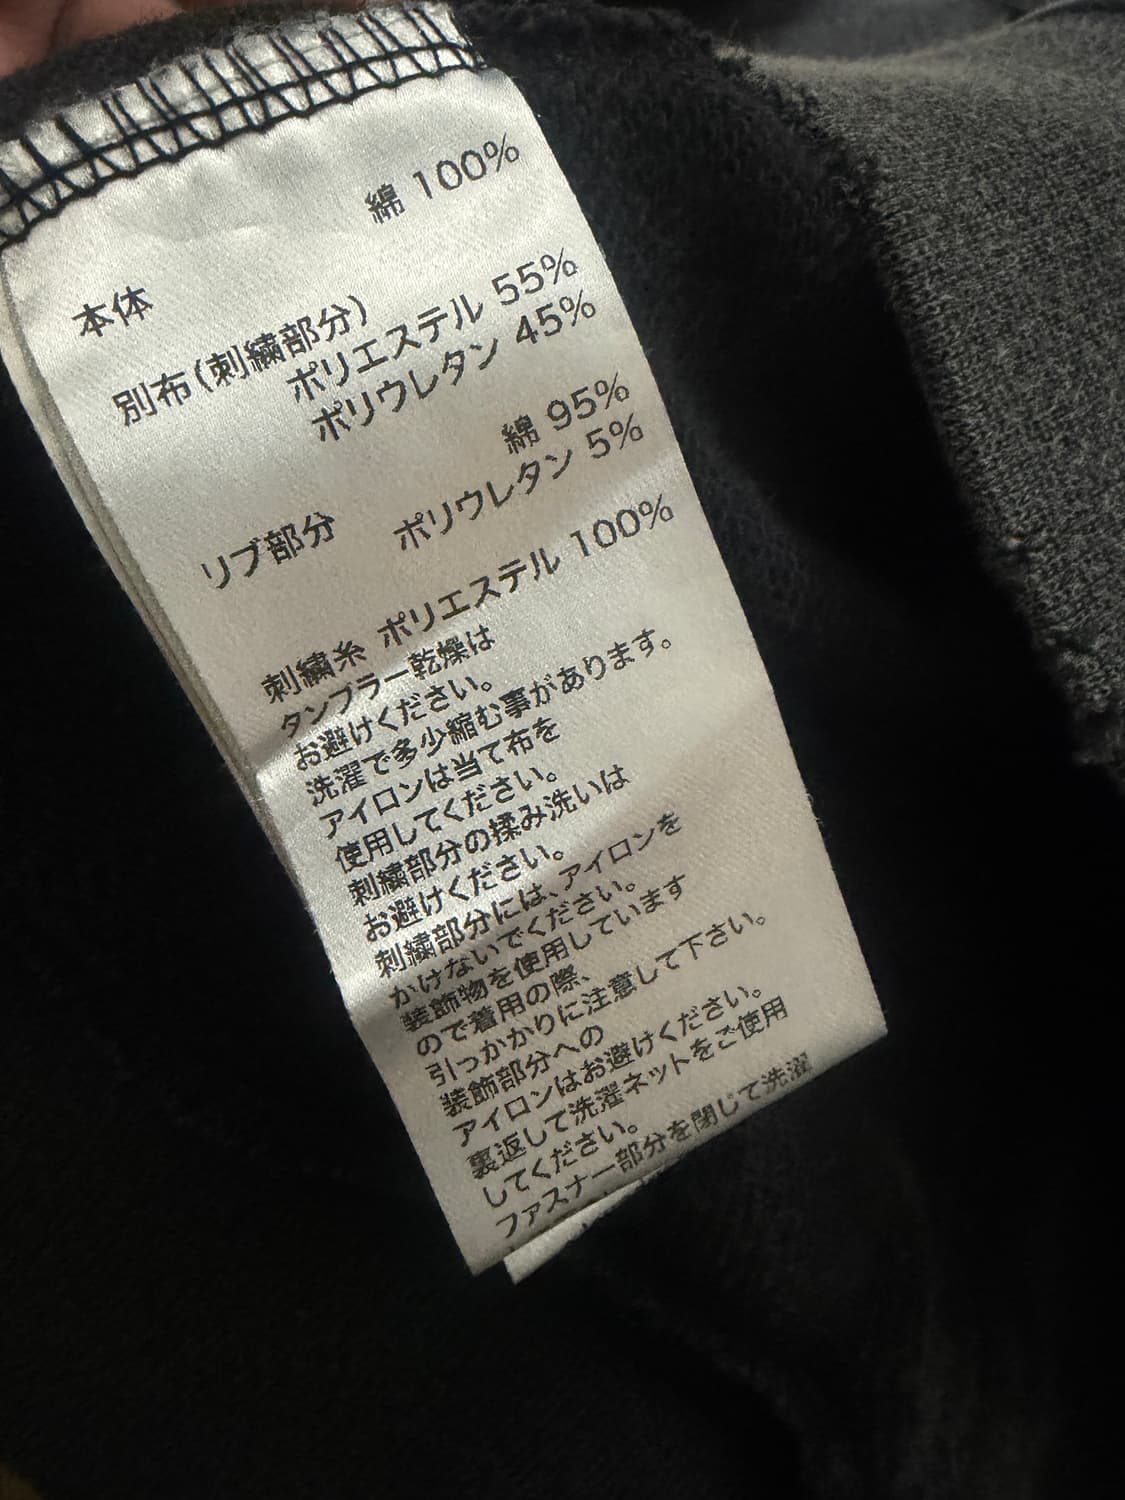 本体 綿 100%
別布(刺繍部分)
ポリエステル 55%
ポリウレタン 45%
綿 95%
リブ部分 ポリウレタン 5%
刺繍糸 ポリエステル 100%
タンブラー乾燥は
お避けください。
洗濯で多少縮む事があります。
アイロンは当て布を
使用してください。
刺繍部分の揉み洗いは
お避けください。
刺繍部分には、アイロンを
かけないでください。
装飾物を使用しています
ので着用の際、
引っかかりに注意して下さい。
装飾部分への
アイロンはお避けください。
裏返して洗濯ネットをご使用
してください。
ファスナー部分を閉じて洗濯